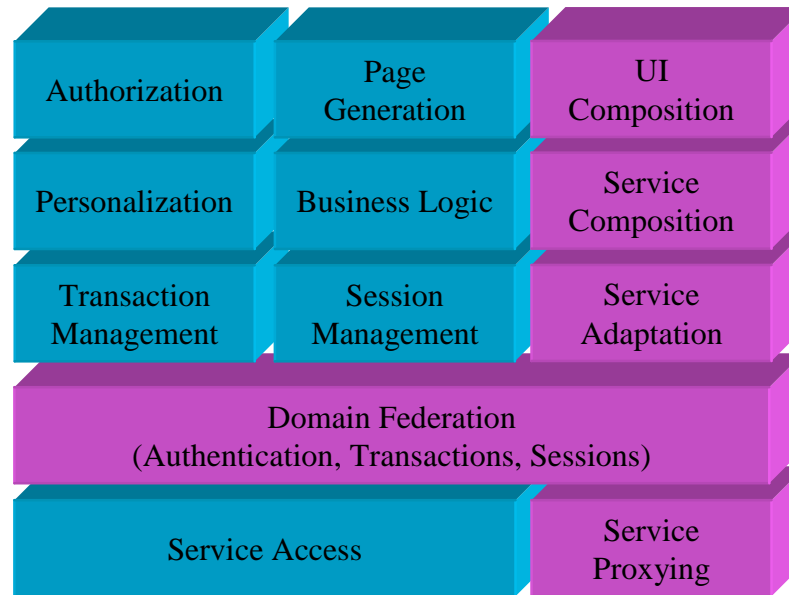 Authorization
Page
Generation
UI
Composition
Personalization
Business Logic
Service
Composition
Transaction
Management
Session
Management
Service
Adaptation
Domain Federation
(Authentication, Transactions, Sessions)
Service Access
Service
Proxying